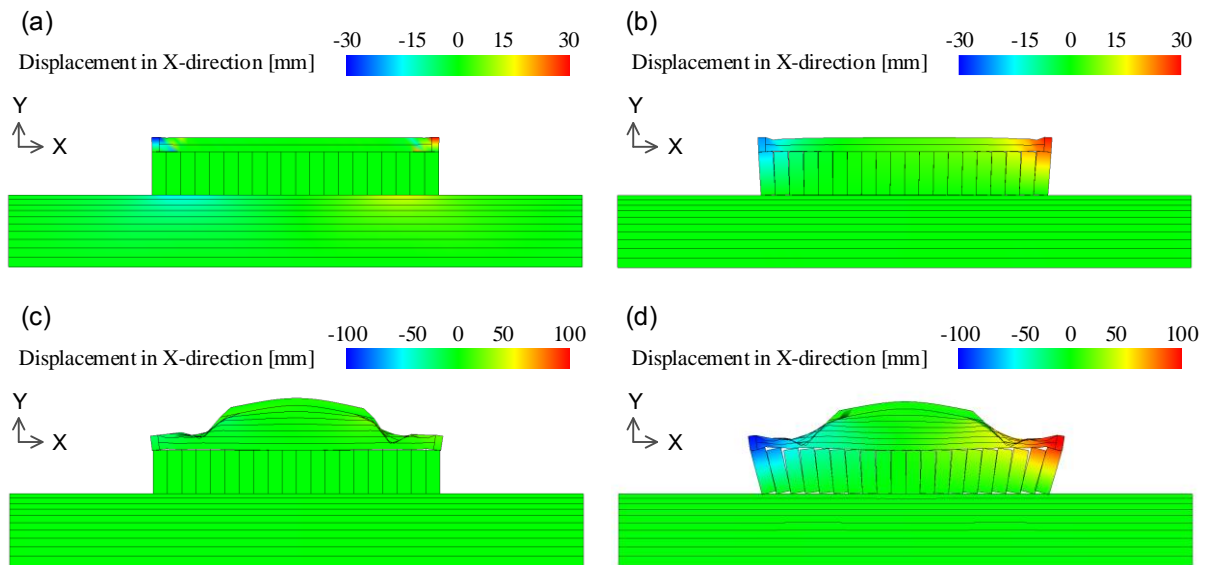 (a)
-30 -15 0 15 30
Displacement in X-direction [mm]
Y
X
(b)
-30 -15 0 15 30
Displacement in X-direction [mm]
Y
X
(c)
-100 -50 0 50 100
Displacement in X-direction [mm]
Y
X
(d)
-100 -50 0 50 100
Displacement in X-direction [mm]
Y
X